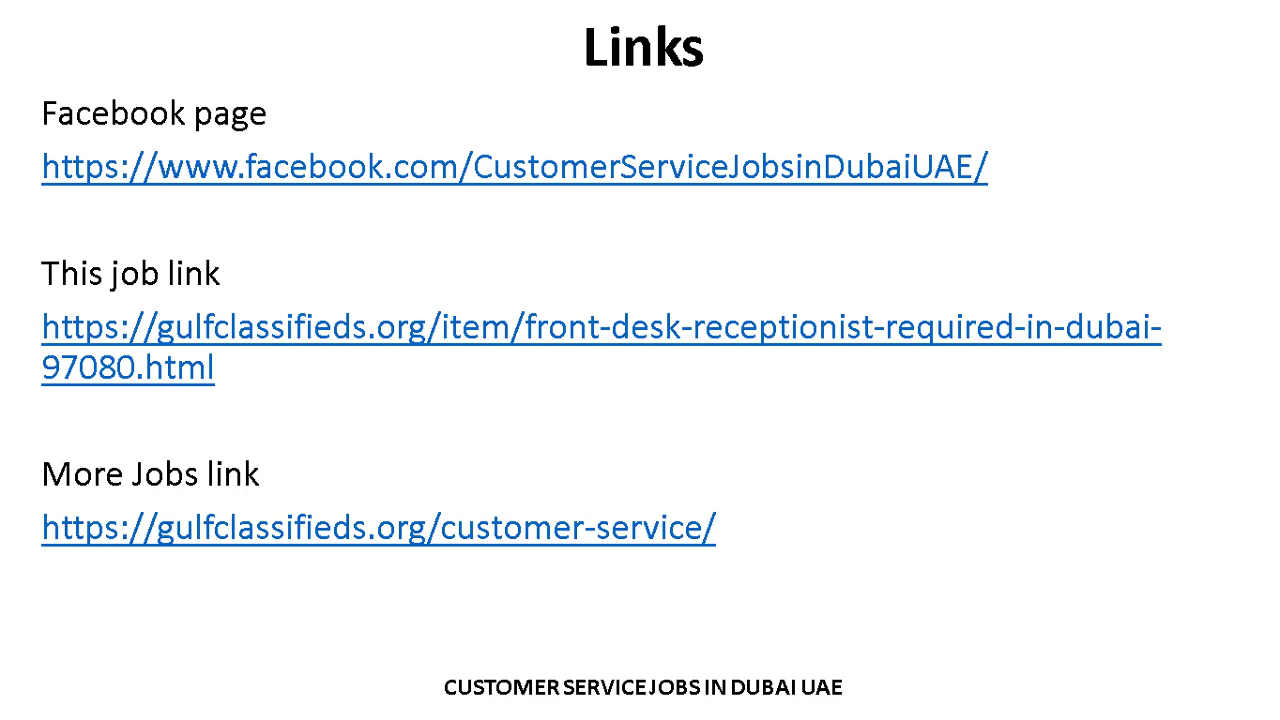 Links
Facebook page
https://www.facebook.com/CustomerServiceJobsinDubaiUAE/
This job link
https://gulfclassifieds.org/item/front-desk-receptionist-required-in-dubai-
97080.html
More Jobs link
https://gulfclassifieds.org/customer-service/
CUSTOMER SERVICE JOBS IN DUBAI UAE